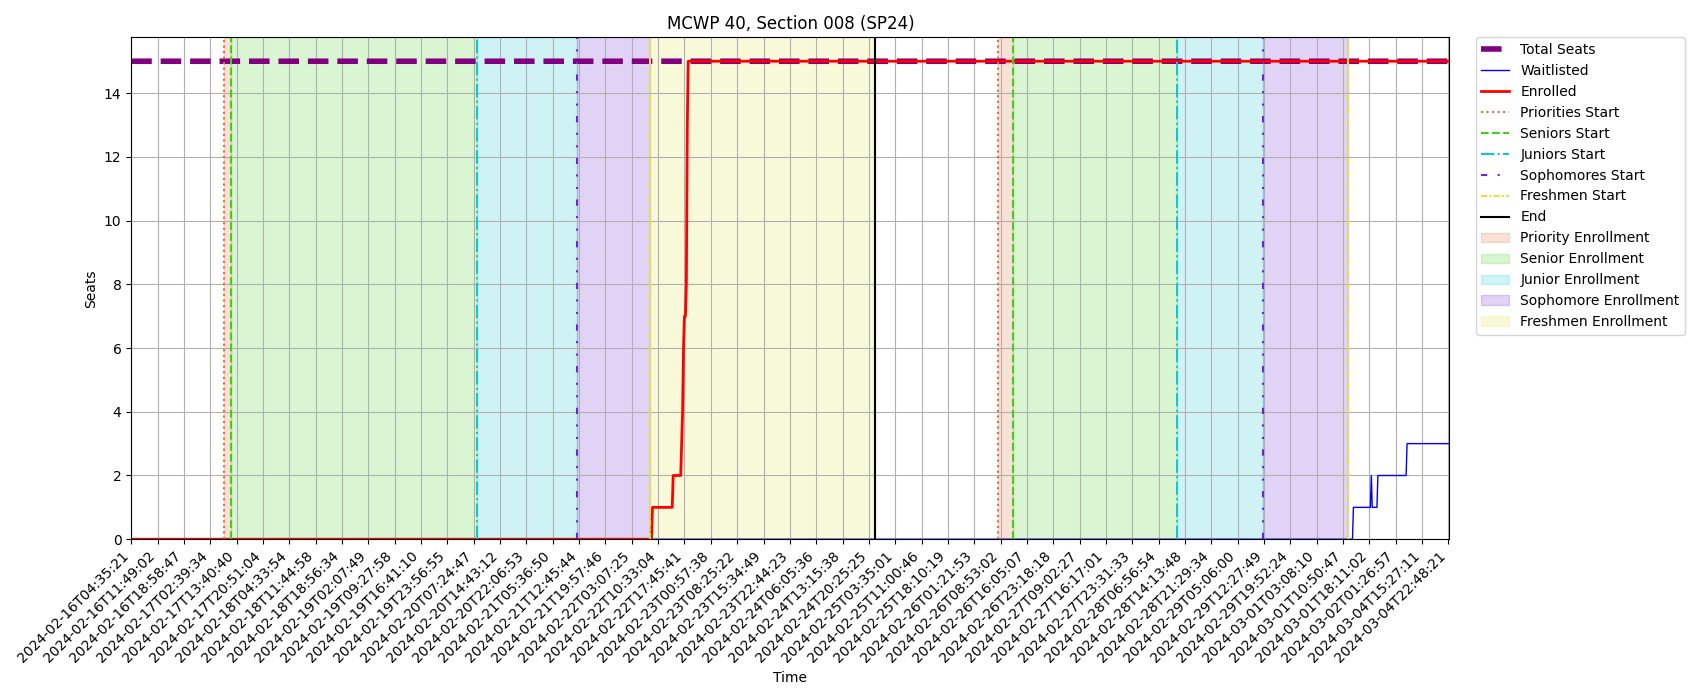 MCWP 40, Section 008 (SP24)
Seats
14
12
10
8
6
4
2
0
2024-02-16T04:35:21
2024-02-16T11:49:02
2024-02-16T18:58:47
2024-02-17T02:39:34
2024-02-17T13:40:40
2024-02-17T20:51:04
2024-02-18T04:33:54
2024-02-18T11:44:58
2024-02-18T18:56:34
2024-02-19T02:07:49
2024-02-19T09:27:58
2024-02-19T16:41:10
2024-02-19T23:56:55
2024-02-20T07:24:47
2024-02-20T14:43:12
2024-02-20T22:06:53
2024-02-21T05:36:50
2024-02-21T12:45:44
2024-02-21T19:57:46
2024-02-22T03:07:25
2024-02-22T10:33:04
2024-02-22T17:45:41
2024-02-23T00:57:38
2024-02-23T08:25:22
2024-02-23T15:34:49
2024-02-23T22:44:23
2024-02-24T06:05:36
2024-02-24T13:15:38
2024-02-24T20:25:25
2024-02-25T03:35:01
2024-02-25T11:00:46
2024-02-25T18:10:19
2024-02-26T01:21:53
2024-02-26T08:53:02
2024-02-26T16:05:07
2024-02-26T23:18:18
2024-02-27T09:02:27
2024-02-27T16:17:01
2024-02-27T23:31:33
2024-02-28T06:56:54
2024-02-28T14:13:48
2024-02-28T21:29:34
2024-02-29T05:06:00
2024-02-29T12:27:49
2024-02-29T19:52:24
2024-03-01T03:08:10
2024-03-01T10:50:47
2024-03-01T18:11:02
2024-03-02T01:26:57
2024-03-04T15:27:11
2024-03-04T22:48:21
Time
Total Seats
Waitlisted
Enrolled
Priorities Start
Seniors Start
Juniors Start
Sophomores Start
Freshmen Start
End
Priority Enrollment
Senior Enrollment
Junior Enrollment
Sophomore Enrollment
Freshmen Enrollment